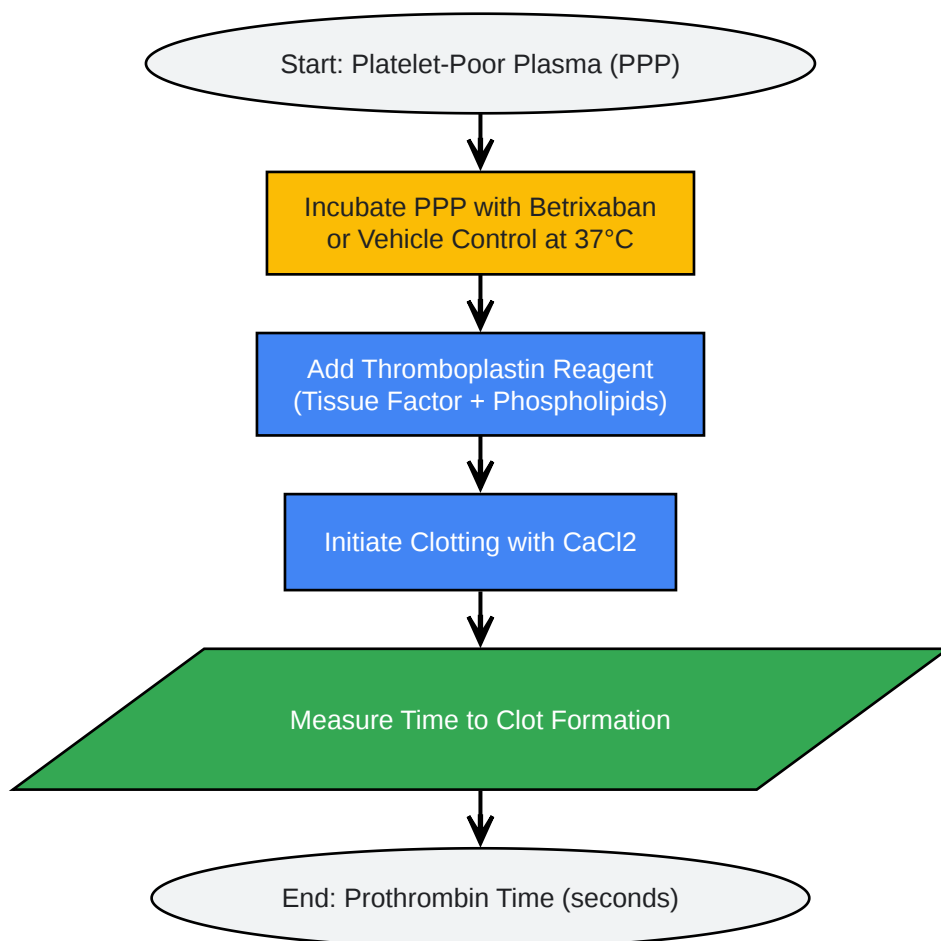 Start: Platelet-Poor Plasma (PPP)
Incubate PPP with Betrixaban
or Vehicle Control at 37°C
Add Thromboplastin Reagent
(Tissue Factor + Phospholipids)
Initiate Clotting with CaCl2
Measure Time to Clot Formation
End: Prothrombin Time (seconds)